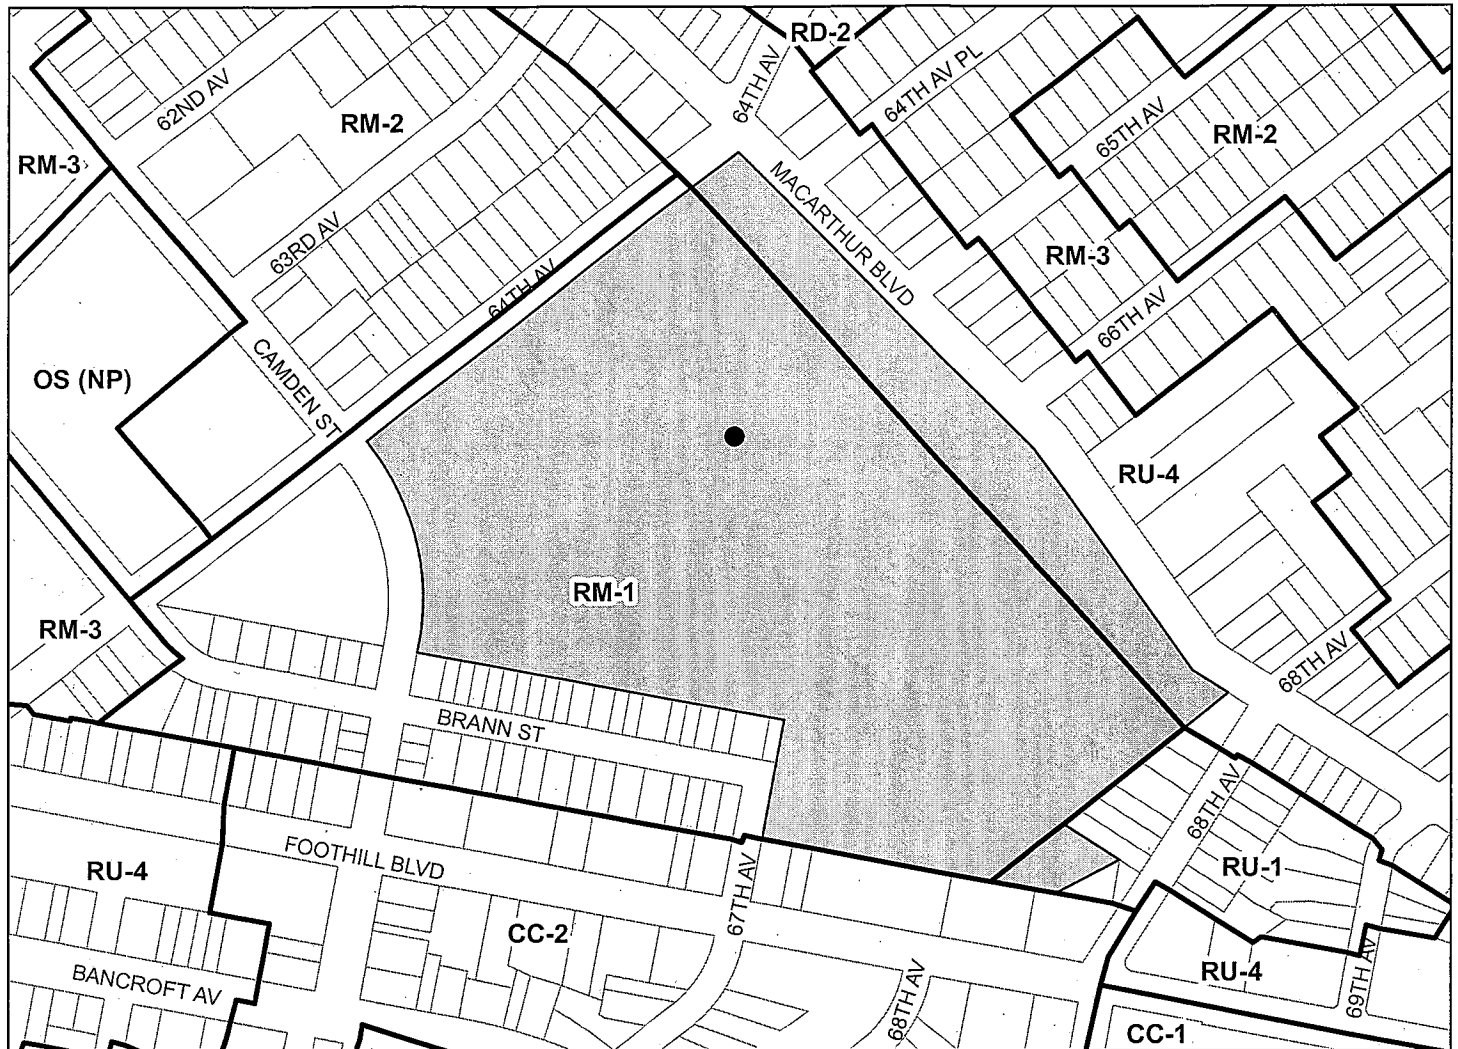 RD-2
64TH AV
64TH AV PL
62ND AV
RM-2
65TH AV
RM-2
RM-3
MACARTHUR BLVD
63RD AV
RM-3
64TH AV
66TH AV
CAMDEN ST
OS (NP)
RU-4
RM-1
RM-3
68TH AV
BRANN ST
68TH AV
FOOTHILL BLVD
RU-4
RU-1
67TH AV
CC-2
BANCROFT AV
RU-4
69TH AV
68TH AV
CC-1